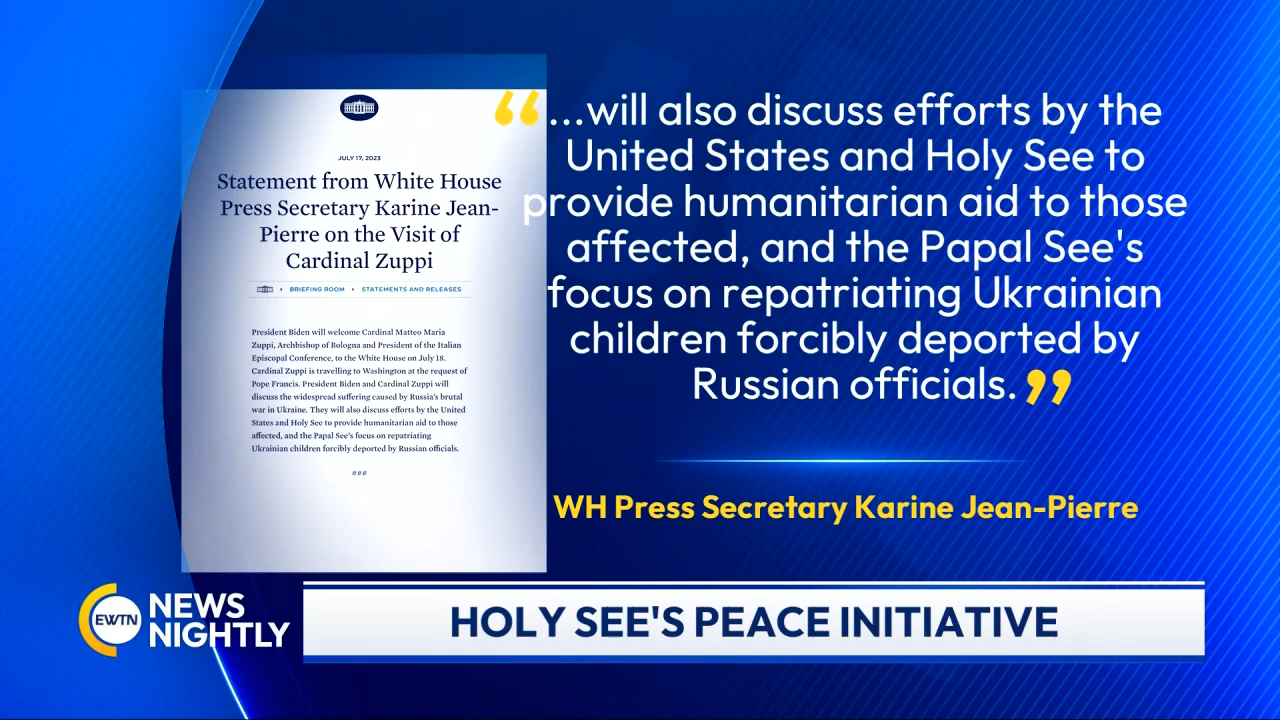 JULY 17, 2023
Statement from White House
Press Secretary Karine Jean-
Pierre on the Visit of
Cardinal Zuppi
BRIEFING ROOM • STATEMENTS AND RELEASES
President Biden will welcome Cardinal Matteo Maria
Zuppi, Archbishop of Bologna and President of the Italian
Episcopal Conference, to the White House on July 18.
Cardinal Zuppi is travelling to Washington at the request of
Pope Francis. President Biden and Cardinal Zuppi will
discuss the widespread suffering caused by Russia's brutal
war in Ukraine. They will also discuss efforts by the United
States and Holy See to provide humanitarian aid to those
affected, and the Papal See's focus on repatriating
Ukrainian children forcibly deported by Russian officials.
###
“...will also discuss efforts by the
United States and Holy See to
provide humanitarian aid to those
affected, and the Papal See's
focus on repatriating Ukrainian
children forcibly deported by
Russian officials.”
WH Press Secretary Karine Jean-Pierre
EWTN
NEWS
NIGHTLY
HOLY SEE'S PEACE INITIATIVE